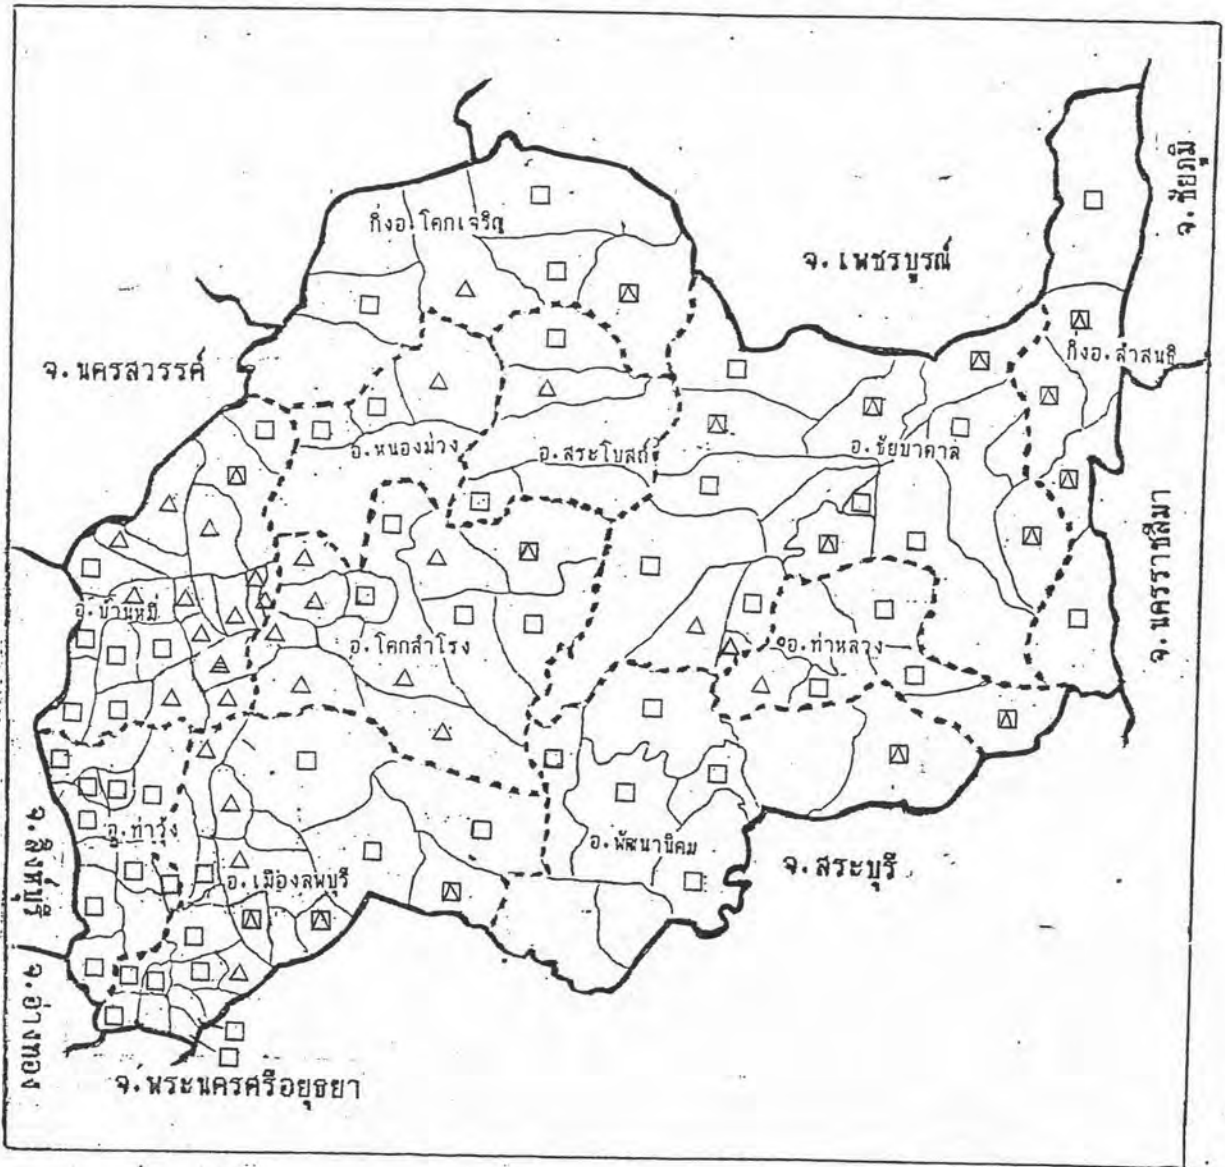 จ.ชัยภูมิ
กิ่งอ.โคกเจริญ
จ.เพชรบูรณ์
กิ่งอ.ลำสนธิ
จ.นครสวรรค์
อ.หนองม่วง
อ.สระโบสถ์
อ.ชัยบาดาล
จ.นครราชสีมา
อ.บ้านหมี่
อ.โคกสำโรง
อ.ท่าหลวง
อ.ท่าวุ้ง
อ.พัฒนานิคม
จ.สระบุรี
จ.สิงห์บุรี
อ.เมืองลพบุรี
จ.อ่างทอง
จ.พระนครศรีอยุธยา